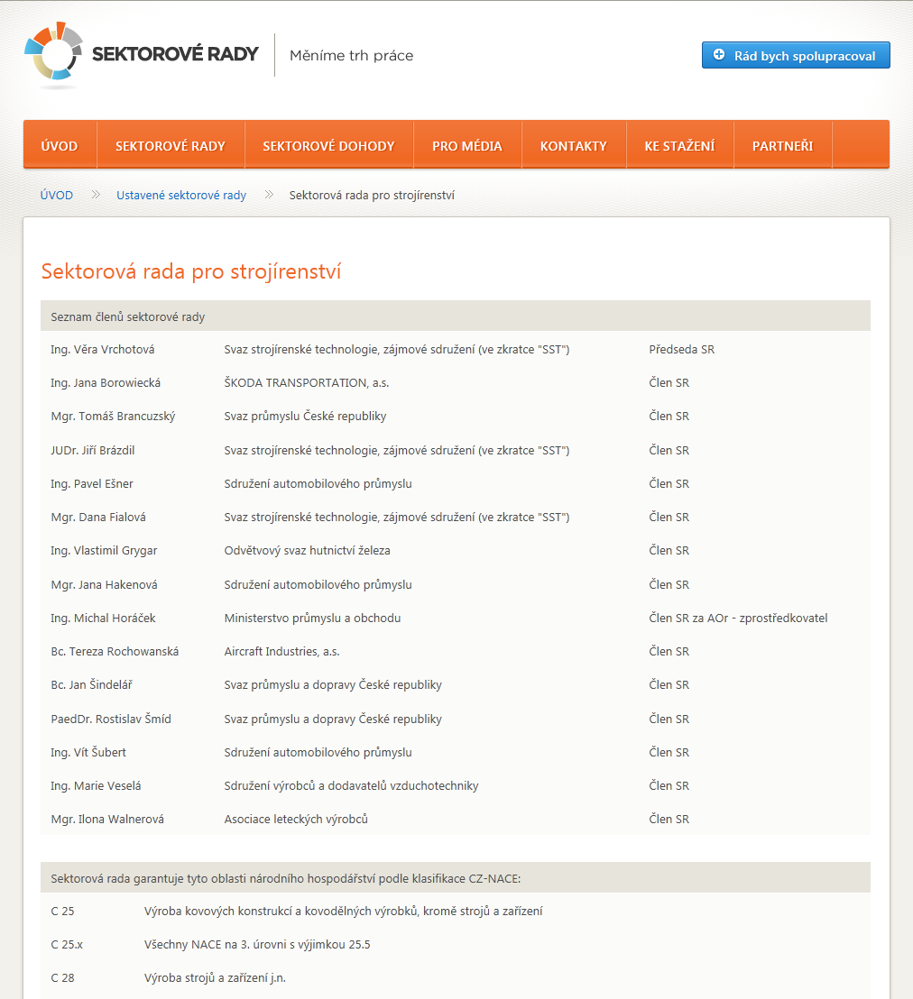 SEKTOROVÉ RADY
Měníme trh práce
Rád bych spolupracoval
ÚVOD SEKTOROVÉ RADY SEKTOROVÉ DOHODY PRO MÉDIA KONTAKTY KE STAŽENÍ PARTNEŘI
ÚVOD Ustavené sektorové rady Sektorová rada pro strojírenství
Sektorová rada pro strojírenství
Seznam členů sektorové rady
Ing. Věra Vrchotová Svaz strojírenské technologie, zájmové sdružení (ve zkratce "SST") Předseda SR
Ing. Jana Borowiecká ŠKODA TRANSPORTATION, a.s. Člen SR
Mgr. Tomáš Brancuzský Svaz průmyslu České republiky Člen SR
JUDr. Jiří Brázdil Svaz strojírenské technologie, zájmové sdružení (ve zkratce "SST") Člen SR
Ing. Pavel Ešner Sdružení automobilového průmyslu Člen SR
Mgr. Dana Fialová Svaz strojírenské technologie, zájmové sdružení (ve zkratce "SST") Člen SR
Ing. Vlastimil Grygar Odvětvový svaz hutnictví železa Člen SR
Mgr. Jana Hakenová Sdružení automobilového průmyslu Člen SR
Ing. Michal Horáček Ministerstvo průmyslu a obchodu Člen SR za AOr - zprostředkovatel
Bc. Tereza Rochowanská Aircraft Industries, a.s. Člen SR
Bc. Jan Šindelář Svaz průmyslu a dopravy České republiky Člen SR
PaedDr. Rostislav Šmíd Svaz průmyslu a dopravy České republiky Člen SR
Ing. Vít Šubert Sdružení automobilového průmyslu Člen SR
Ing. Marie Veselá Sdružení výrobců a dodavatelů vzduchotechniky Člen SR
Mgr. Ilona Walnerová Asociace leteckých výrobců Člen SR
Sektorová rada garantuje tyto oblasti národního hospodářství podle klasifikace CZ-NACE:
C 25 Výroba kovových konstrukcí a kovodělných výrobků, kromě strojů a zařízení
C 25.x Všechny NACE na 3. úrovni s výjimkou 25.5
C 28 Výroba strojů a zařízení j.n.